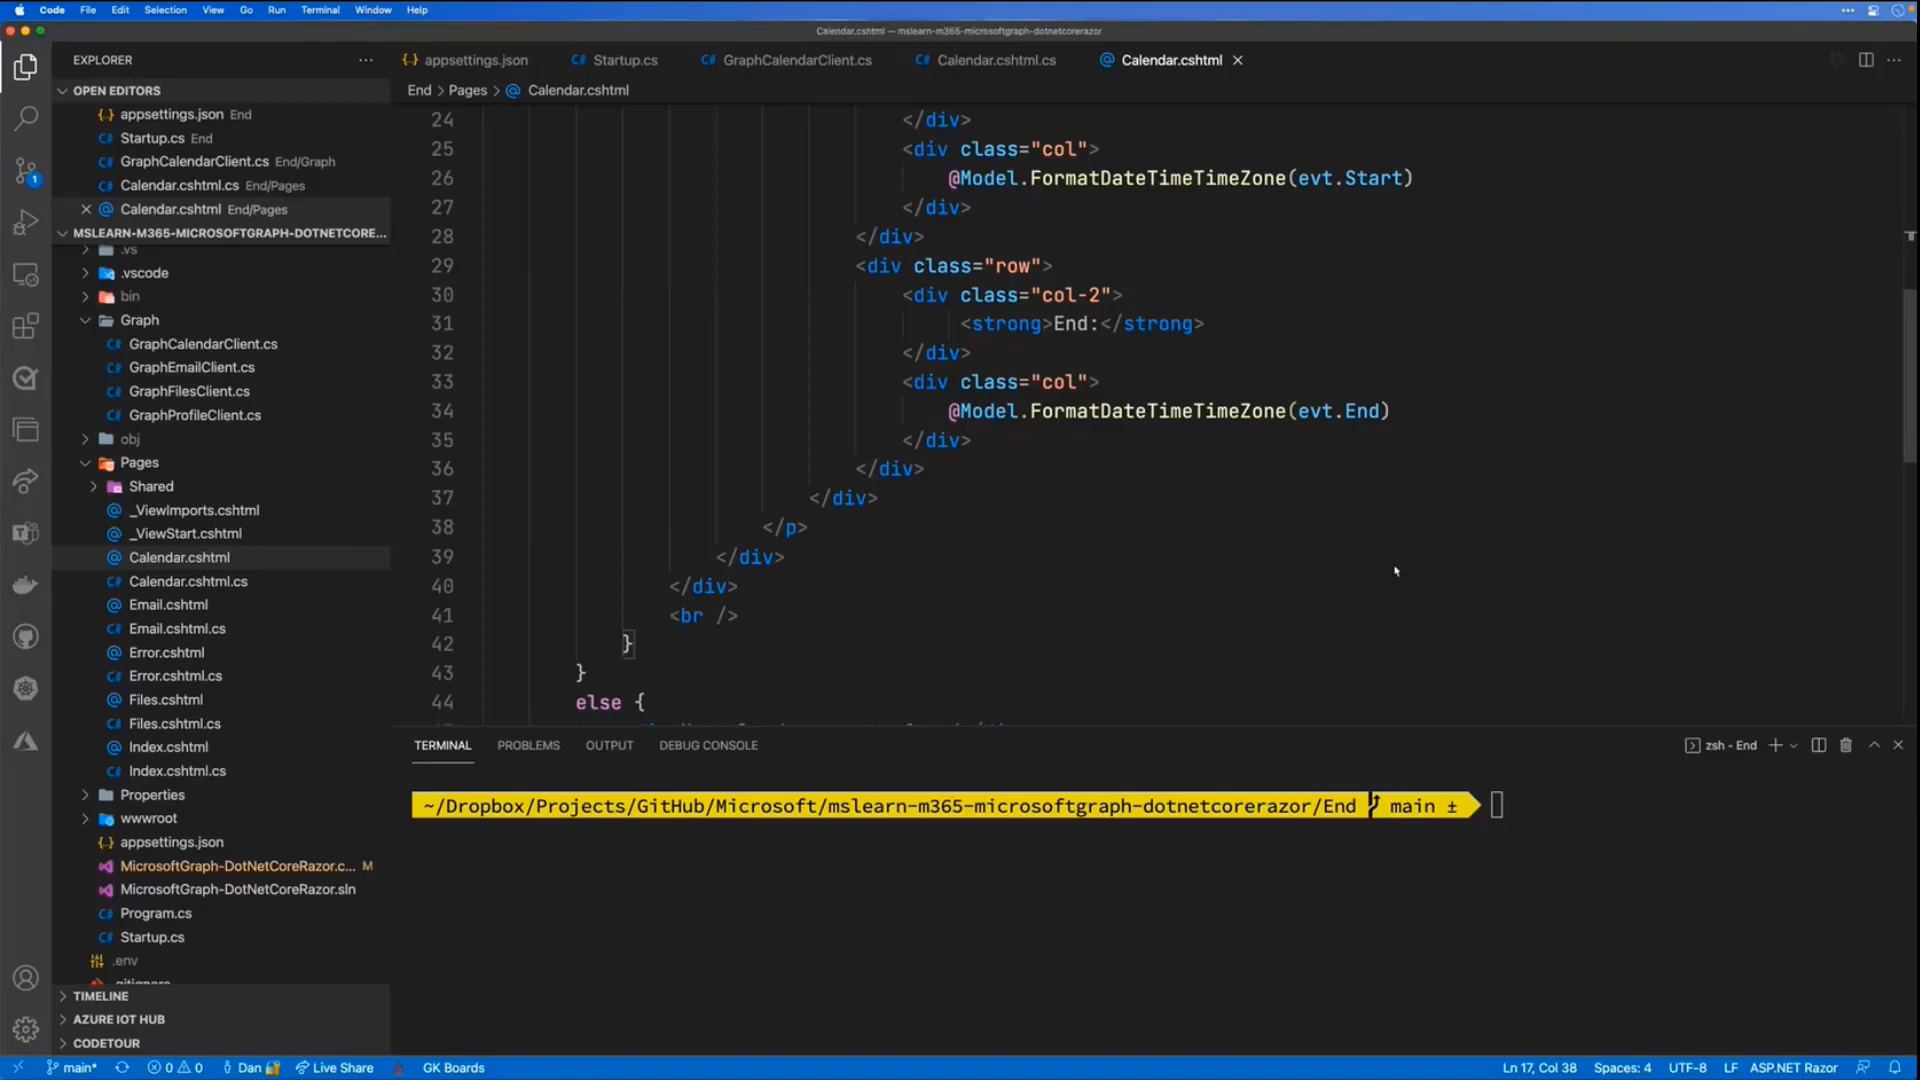 Code File Edit Selection View Go Run Terminal Window Help
Calendar.cshtml — mslearn-m365-microsoftgraph-dotnetcorerazor
EXPLORER
appsettings.json Startup.cs GraphCalendarClient.cs Calendar.cshtml.cs Calendar.cshtml
OPEN EDITORS
End > Pages > Calendar.cshtml
appsettings.json End
Startup.cs End
GraphCalendarClient.cs End/Graph
Calendar.cshtml.cs End/Pages
Calendar.cshtml End/Pages
MSLEARN-M365-MICROSOFTGRAPH-DOTNETCORE...
.vs
.vscode
bin
Graph
GraphCalendarClient.cs
GraphEmailClient.cs
GraphFilesClient.cs
GraphProfileClient.cs
obj
Pages
Shared
_ViewImports.cshtml
_ViewStart.cshtml
Calendar.cshtml
Calendar.cshtml.cs
Email.cshtml
Email.cshtml.cs
Error.cshtml
Error.cshtml.cs
Files.cshtml
Files.cshtml.cs
Index.cshtml
Index.cshtml.cs
Properties
wwwroot
appsettings.json
MicrosoftGraph-DotNetCoreRazor.c... M
MicrosoftGraph-DotNetCoreRazor.sln
Program.cs
Startup.cs
.env
.gitignore
TIMELINE
AZURE IOT HUB
CODETOUR
1
24 </div>
25 <div class="col">
26 @Model.FormatDateTimeTimeZone(evt.Start)
27 </div>
28 </div>
29 <div class="row">
30 <div class="col-2">
31 <strong>End:</strong>
32 </div>
33 <div class="col">
34 @Model.FormatDateTimeTimeZone(evt.End)
35 </div>
36 </div>
37 </div>
38 </p>
39 </div>
40 </div>
41 <br />
42 }
43 }
44 else {
TERMINAL PROBLEMS OUTPUT DEBUG CONSOLE
zsh - End
~/Dropbox/Projects/GitHub/Microsoft/mslearn-m365-microsoftgraph-dotnetcorerazor/End main ±
main* 0 0 Dan Live Share GK Boards
Ln 17, Col 38 Spaces: 4 UTF-8 LF ASP.NET Razor